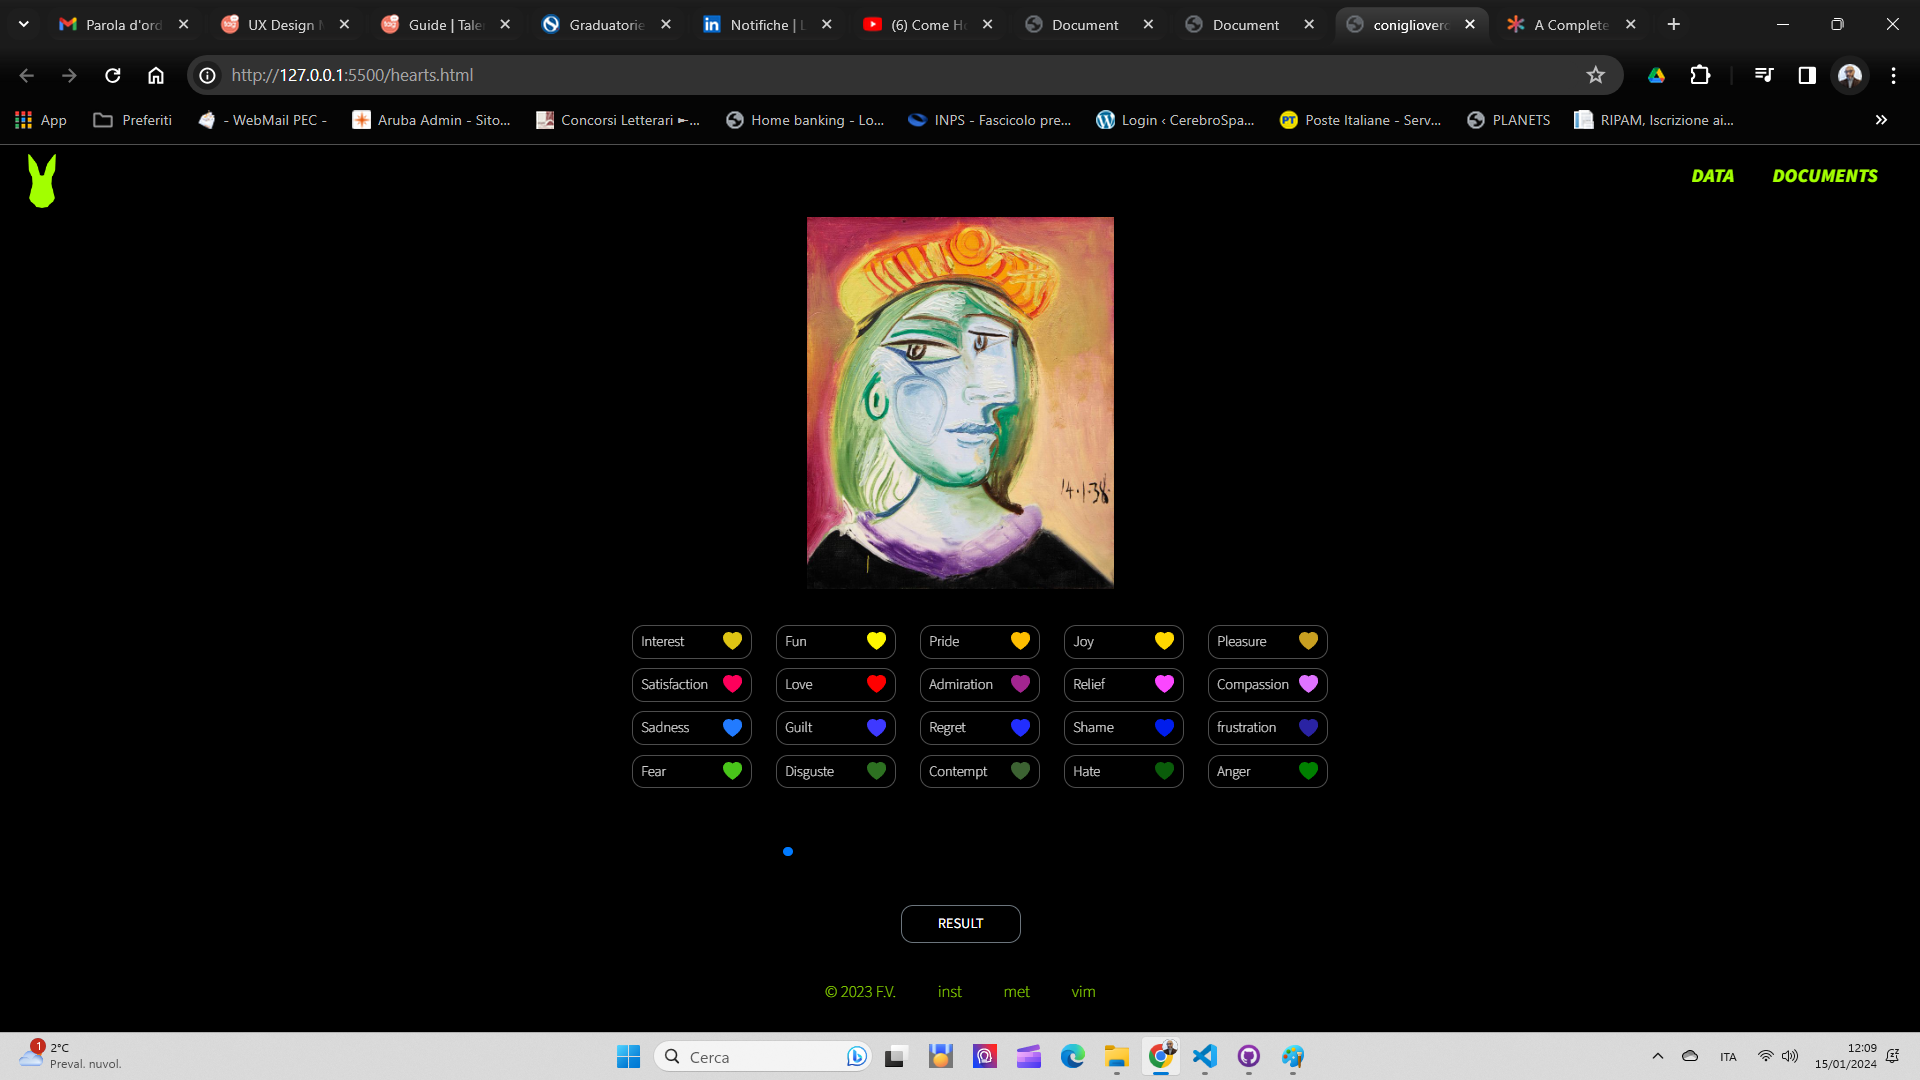 Parola d'ord
UX Design M
Guide | Tale
Graduatorie
Notifiche | L
(6) Come Ho
Document
Document
coniglioverd
A Complete
http://127.0.0.1:5500/hearts.html
App
Preferiti
- WebMail PEC -
Aruba Admin - Sito...
Concorsi Letterari ►-...
Home banking - Lo...
INPS - Fascicolo pre...
Login ‹ CerebroSpa...
Poste Italiane - Serv...
PLANETS
RIPAM, Iscrizione ai...
DATA
DOCUMENTS
14.1.38.
Interest
Fun
Pride
Joy
Pleasure
Satisfaction
Love
Admiration
Relief
Compassion
Sadness
Guilt
Regret
Shame
frustration
Fear
Disguste
Contempt
Hate
Anger
RESULT
© 2023 F.V.
inst
met
vim
1
2°C
Preval. nuvol.
Cerca
ITA
12:09
15/01/2024